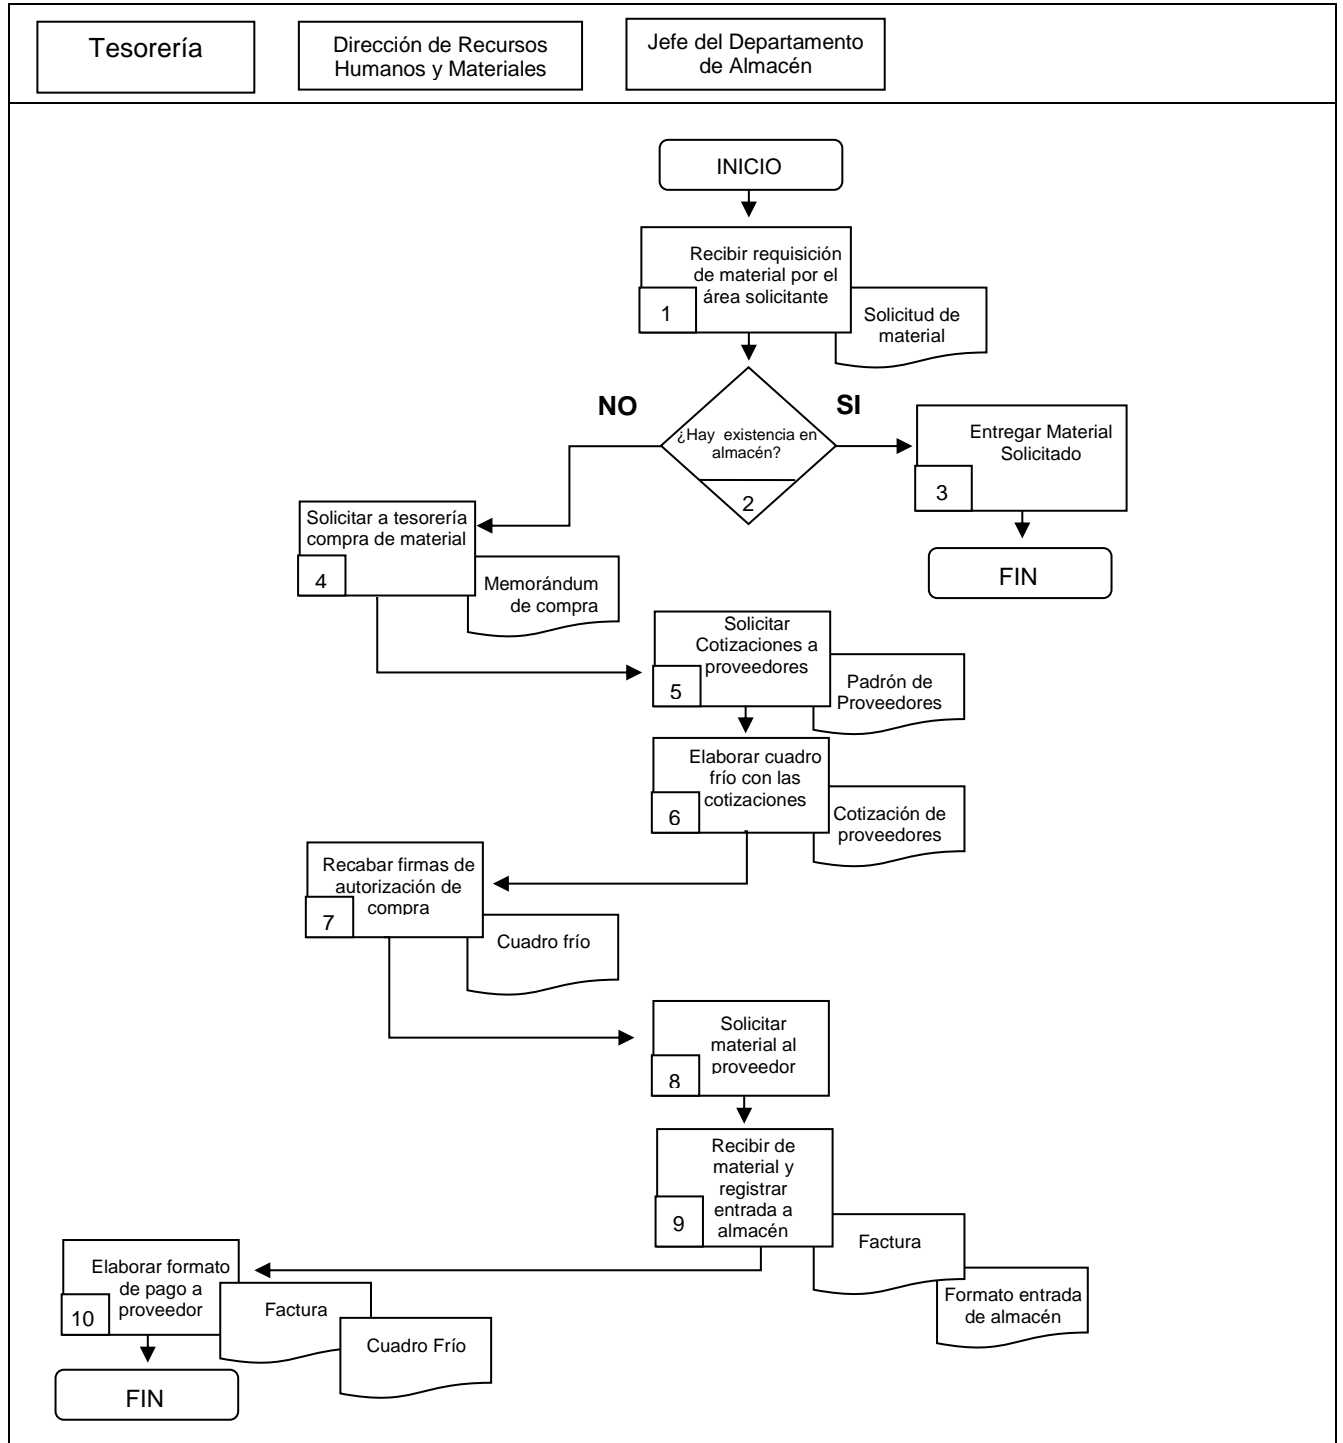 Tesorería
Dirección de Recursos
Humanos y Materiales
Jefe del Departamento
de Almacén
INICIO
Recibir requisición
de material por el
área solicitante
1
Solicitud de
material
NO
SI
¿Hay existencia en
almacén?
2
Entregar Material
Solicitado
3
FIN
Solicitar a tesorería
compra de material
4
Memorándum
de compra
Solicitar
Cotizaciones a
proveedores
5
Padrón de
Proveedores
Elaborar cuadro
frío con las
cotizaciones
6
Cotización de
proveedores
Recabar firmas de
autorización de
compra
7
Cuadro frío
Solicitar
material al
proveedor
8
Recibir de
material y
registrar
entrada a
almacén
9
Factura
Formato entrada
de almacén
Elaborar formato
de pago a
proveedor
10
Factura
Cuadro Frío
FIN